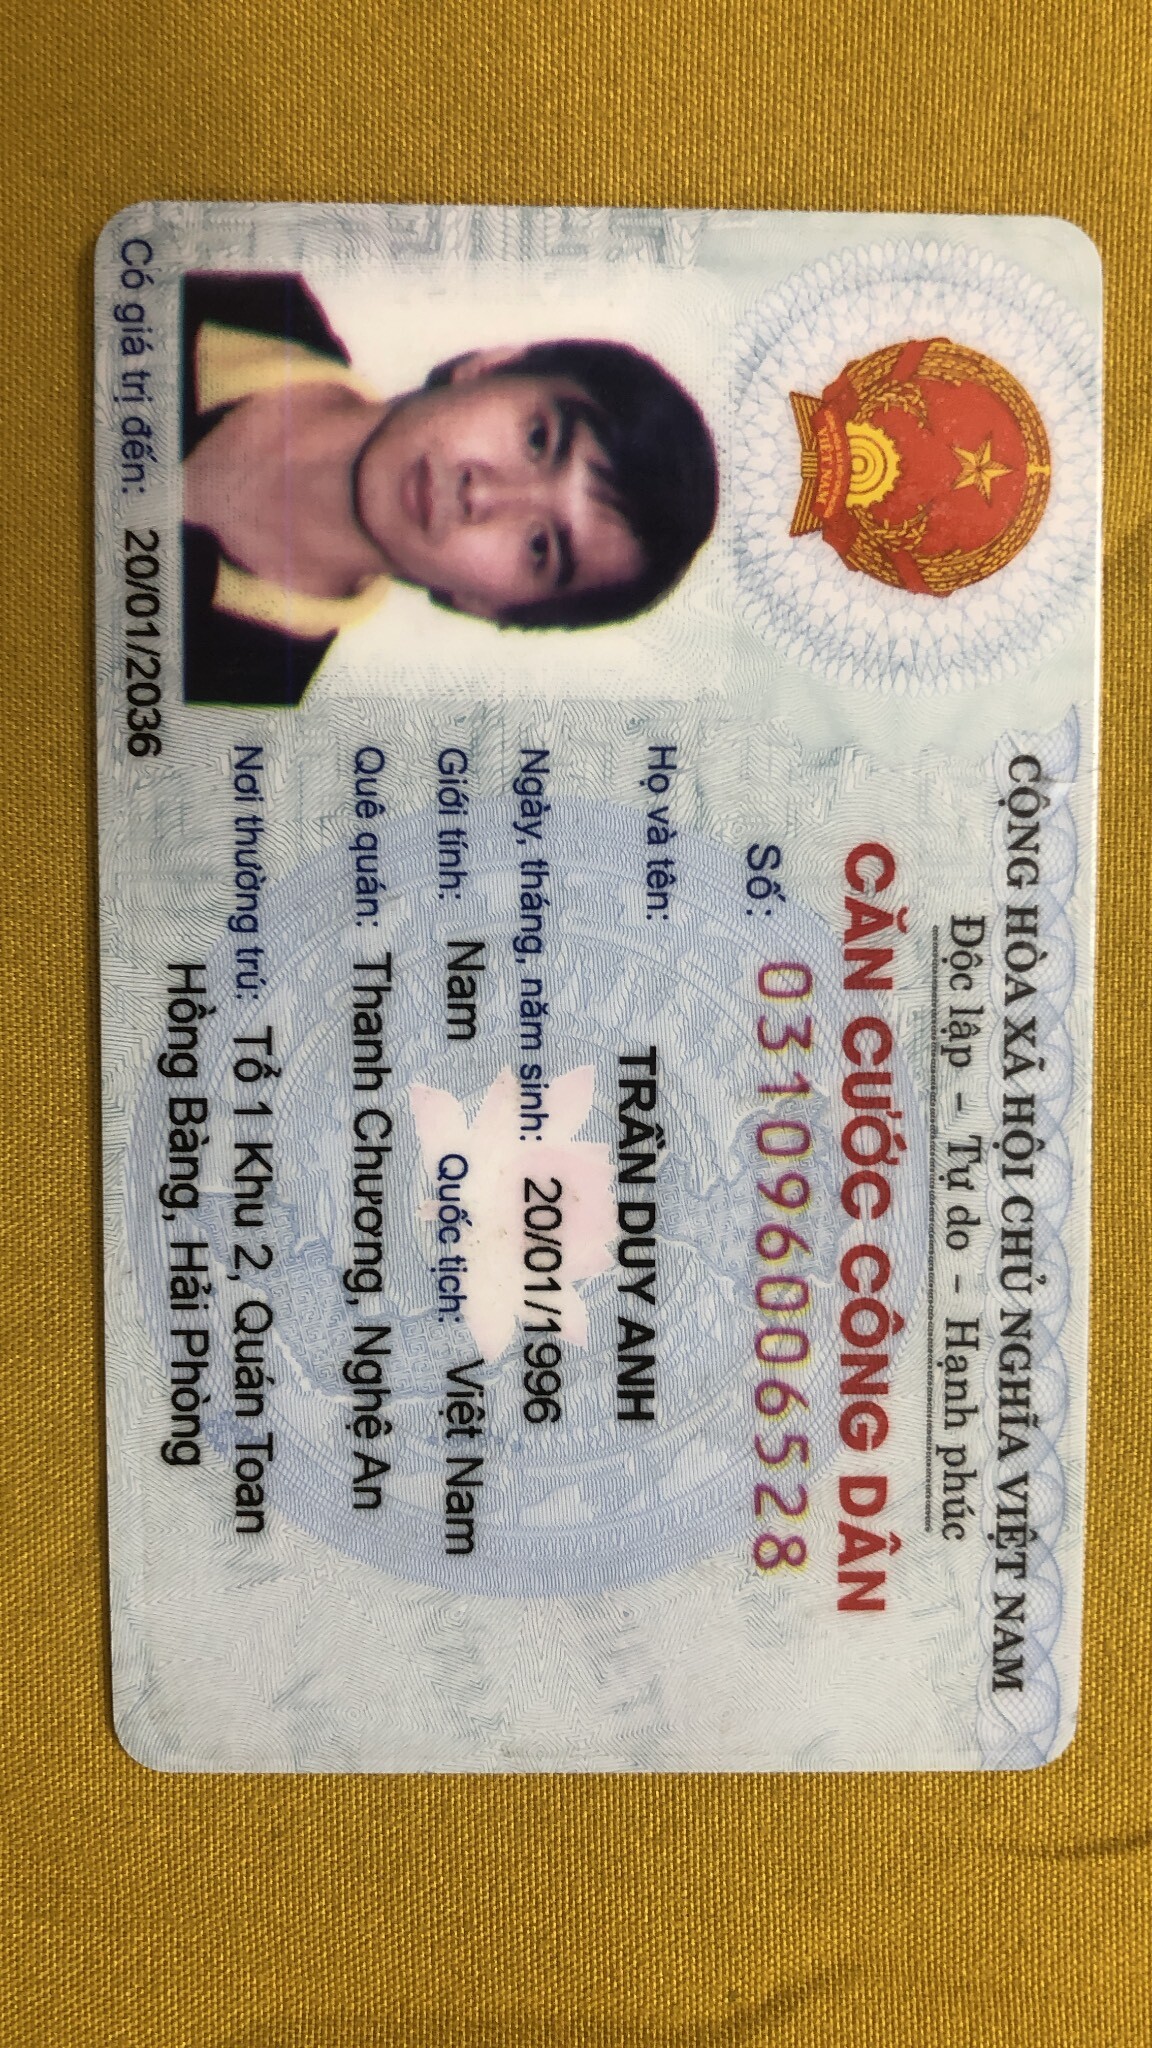 CỘNG HÒA XÃ HỘI CHỦ NGHĨA VIỆT NAM
Độc lập – Tự do – Hạnh phúc
CĂN CƯỚC CÔNG DÂN
Số: 031096006528
Họ và tên:
TRẦN DUY ANH
Ngày, tháng, năm sinh: 20/01/1996
Giới tính: Nam Quốc tịch: Việt Nam
Quê quán: Thanh Chương, Nghệ An
Nơi thường trú: Tổ 1 Khu 2, Quán Toan
Hồng Bàng, Hải Phòng
Có giá trị đến: 20/01/2036
VIỆT NAM